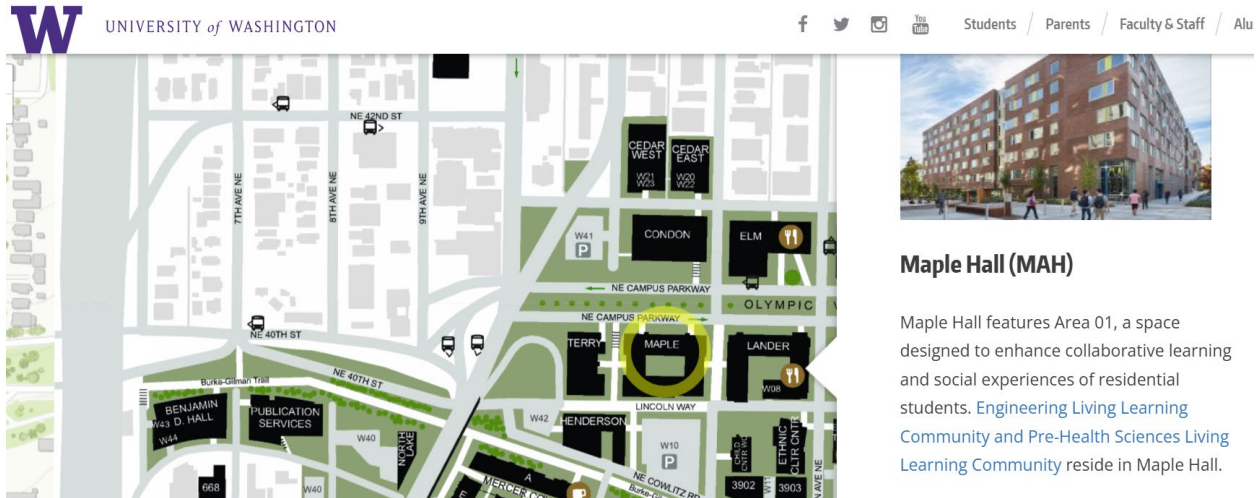 W UNIVERSITY of WASHINGTON
You Tube
Students / Parents / Faculty & Staff /
NE 42ND ST
7TH AVE NE
8TH AVE NE
9TH AVE NE
CEDAR WEST
W21
W23
CEDAR EAST
W20
W22
W41
P
CONDON
ELM
NE CAMPUS PARKWAY
OLYMPIC
NE CAMPUS PARKWAY
TERRY
MAPLE
LANDER
W08
NE 40TH ST
NE 40TH ST
Burke-Gilman Trail
LINCOLN WAY
BENJAMIN
D. HALL
W43
W44
PUBLICATION
SERVICES
W40
W40
NORTH
LAKE
W42
HENDERSON
W10
P
CHILD
CNTR WC
ETHNIC
CLTR CNTR
NE COWLITZ RD
668
A
3902
W11
3903
Maple Hall (MAH)
Maple Hall features Area 01, a space
designed to enhance collaborative learning
and social experiences of residential
students. Engineering Living Learning
Community and Pre-Health Sciences Living
Learning Community reside in Maple Hall.